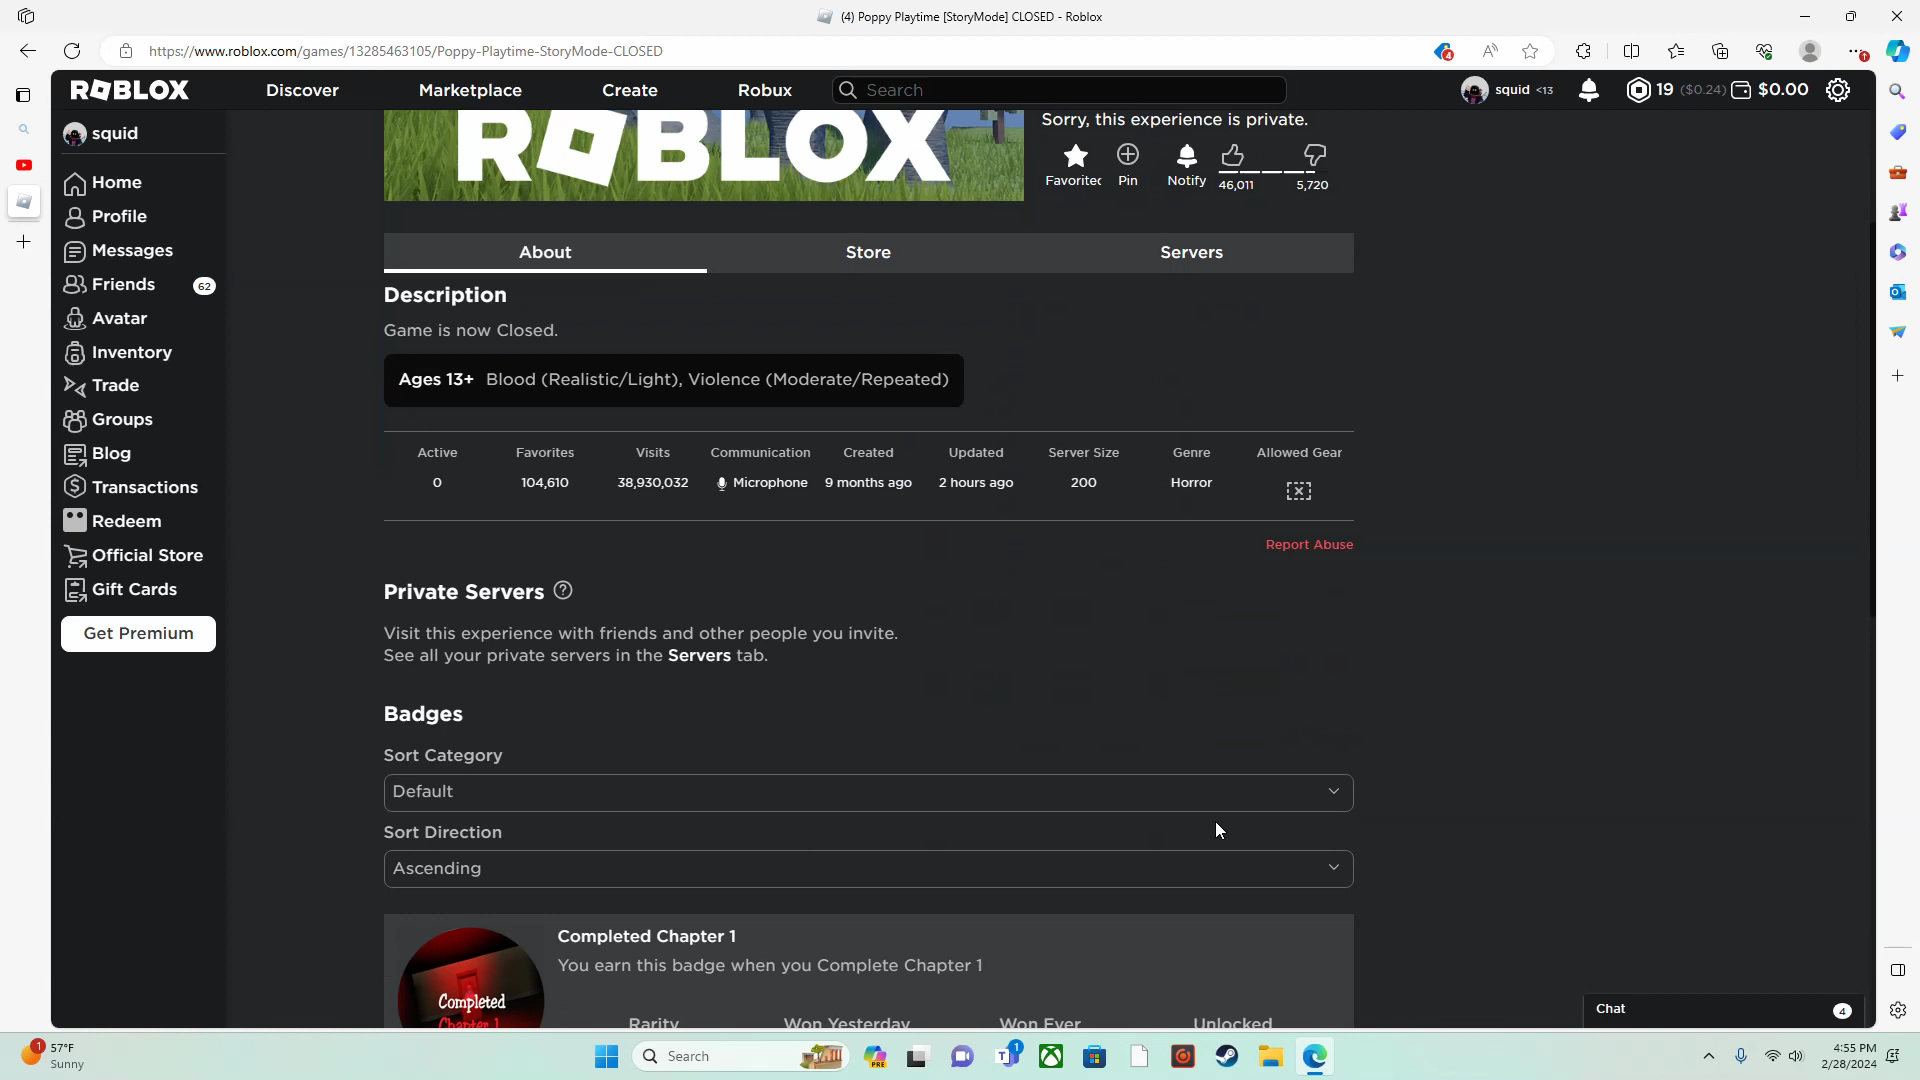 (4) Poppy Playtime [StoryMode] CLOSED - Roblox
https://www.roblox.com/games/13285463105/Poppy-Playtime-StoryMode-CLOSED
4
ROBLOX
Discover
Marketplace
Create
Robux
Search
squid <13
19 ($0.24) $0.00
squid
Home
Profile
Messages
Friends 62
Avatar
Inventory
Trade
Groups
Blog
Transactions
Redeem
Official Store
Gift Cards
Get Premium
ROBLOX
Sorry, this experience is private.
Favorited Pin Notify 46,011 5,720
About Store Servers
Description
Game is now Closed.
Ages 13+ Blood (Realistic/Light), Violence (Moderate/Repeated)
Active Favorites Visits Communication Created Updated Server Size Genre Allowed Gear
0 104,610 38,930,032 Microphone 9 months ago 2 hours ago 200 Horror
Report Abuse
Private Servers
Visit this experience with friends and other people you invite.
See all your private servers in the Servers tab.
Badges
Sort Category
Default
Sort Direction
Ascending
Completed Chapter 1
You earn this badge when you Complete Chapter 1
Completed
Chapter 1
Rarity Won Yesterday Won Ever Unlocked
Chat 4
1
57°F
Sunny
Search
PRE
1
4:55 PM
2/28/2024